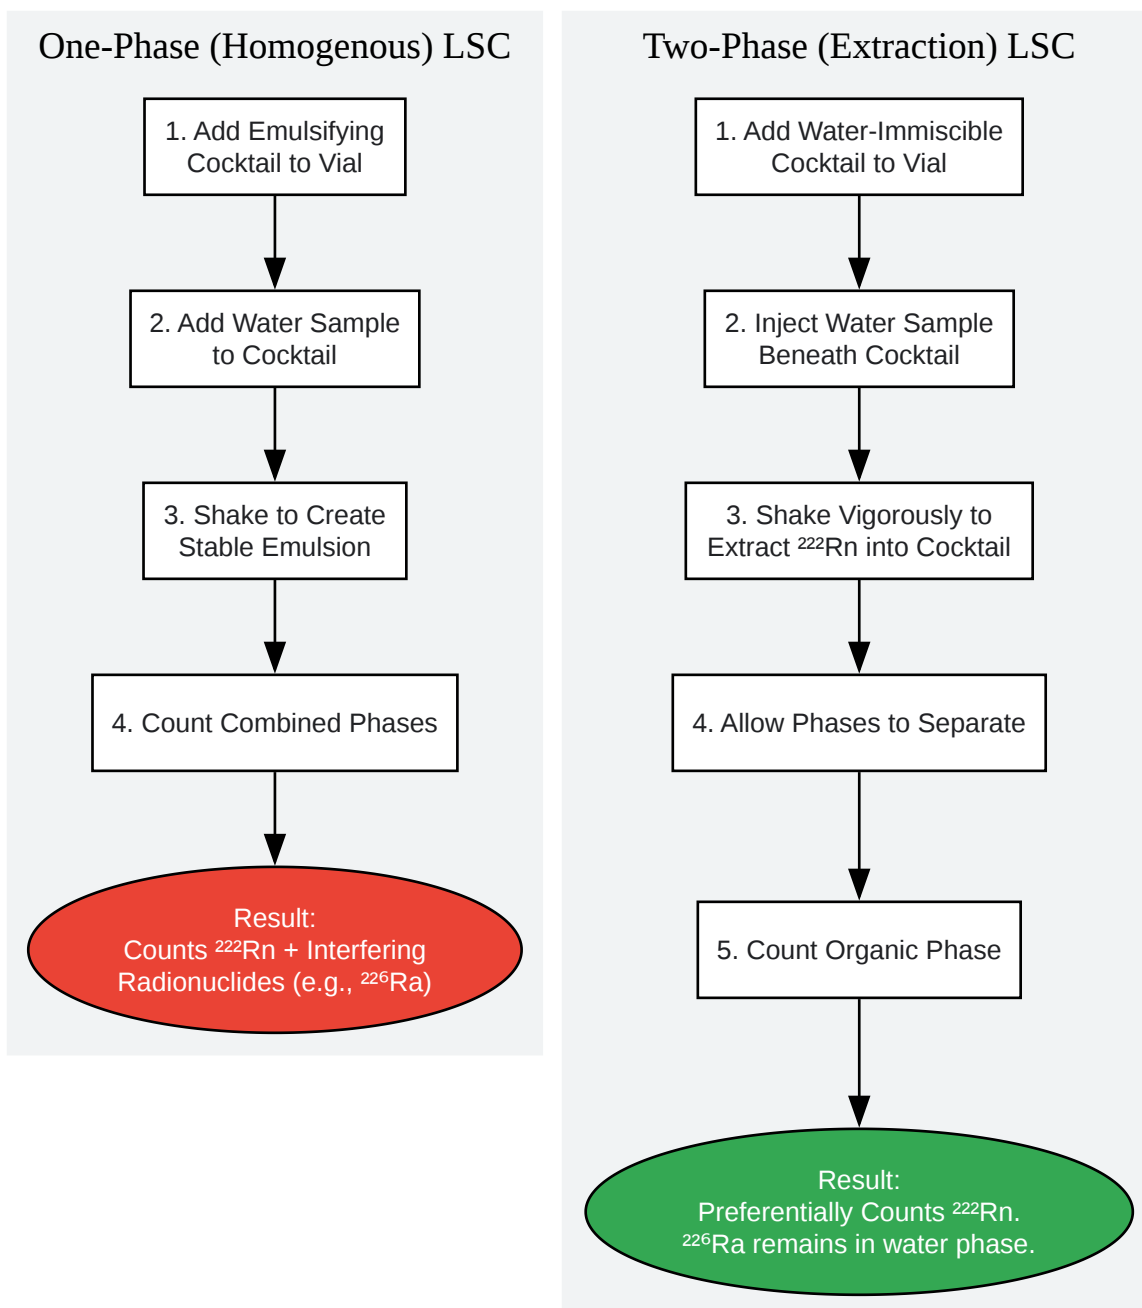 One-Phase (Homogenous) LSC
1. Add Emulsifying
Cocktail to Vial
2. Add Water Sample
to Cocktail
3. Shake to Create
Stable Emulsion
4. Count Combined Phases
Result:
Counts ²²²Rn + Interfering
Radionuclides (e.g., ²²⁶Ra)
Two-Phase (Extraction) LSC
1. Add Water-Immiscible
Cocktail to Vial
2. Inject Water Sample
Beneath Cocktail
3. Shake Vigorously to
Extract ²²²Rn into Cocktail
4. Allow Phases to Separate
5. Count Organic Phase
Result:
Preferentially Counts ²²²Rn.
²²⁶Ra remains in water phase.